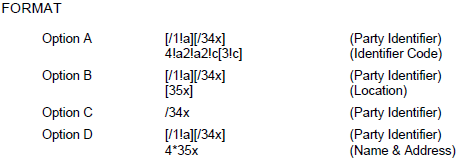 FORMAT
Option A [/1!a][/34x] (Party Identifier)
4!a2!a2!c[3!c] (Identifier Code)
Option B [/1!a][/34x] (Party Identifier)
[35x] (Location)
Option C /34x (Party Identifier)
Option D [/1!a][/34x] (Party Identifier)
4*35x (Name & Address)